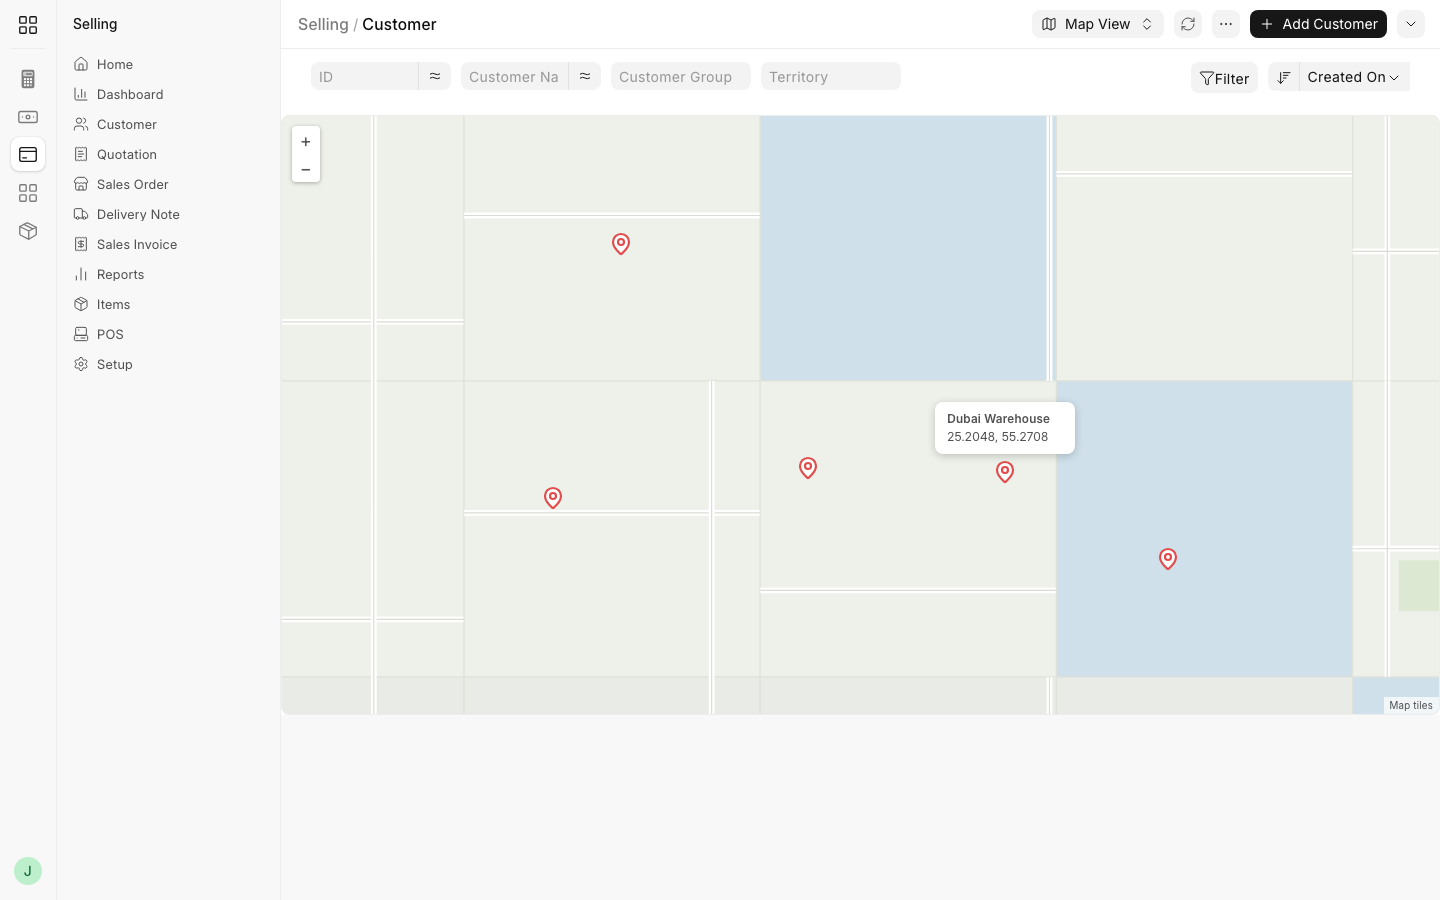 Selling
Home
Dashboard
Customer
Quotation
Sales Order
Delivery Note
Sales Invoice
Reports
Items
POS
Setup
J
Selling / Customer
Map View
Add Customer
ID
≈
Customer Na
≈
Customer Group
Territory
Filter
Created On
+
−
Dubai Warehouse
25.2048, 55.2708
Map tiles